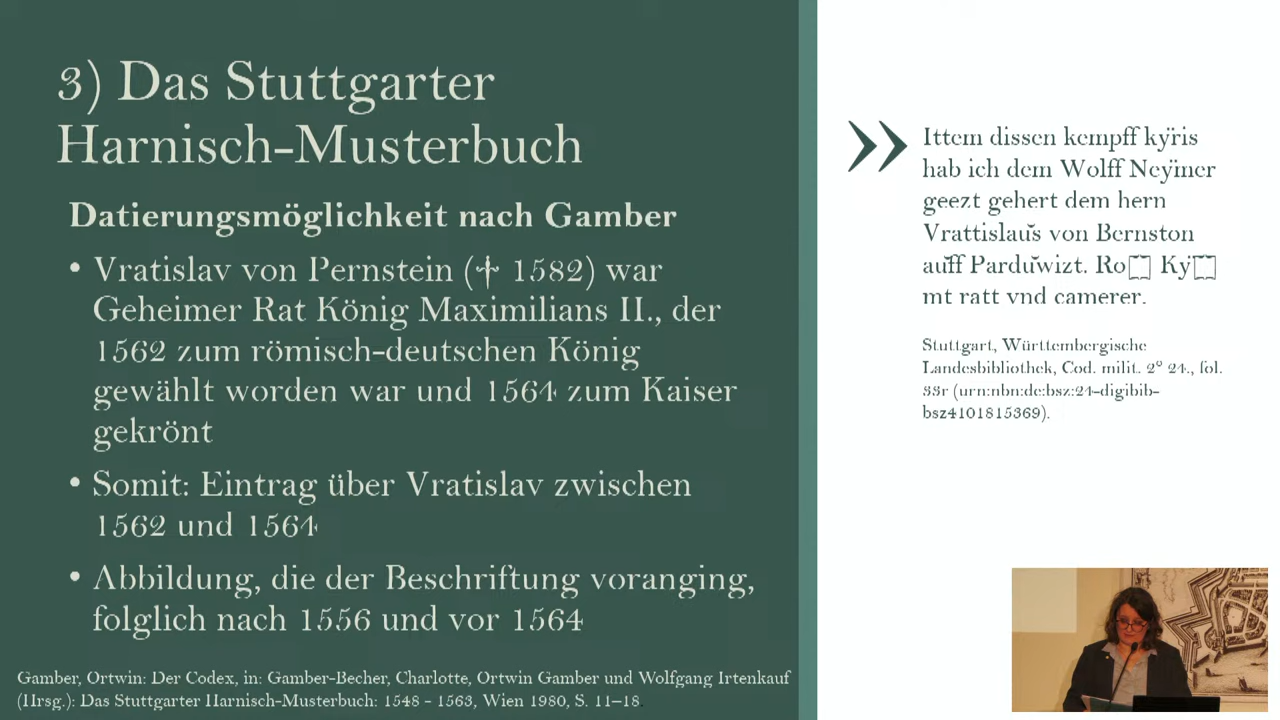 3) Das Stuttgarter
Harnisch-Musterbuch
Datierungsmöglichkeit nach Gamber
• Vratislav von Pernstein († 1582) war
Geheimer Rat König Maximilians II., der
1562 zum römisch-deutschen König
gewählt worden war und 1564 zum Kaiser
gekrönt
• Somit: Eintrag über Vratislav zwischen
1562 und 1564
• Abbildung, die der Beschriftung voranging,
folglich nach 1556 und vor 1564
Gamber, Ortwin: Der Codex, in: Gamber-Becher, Charlotte, Ortwin Gamber und Wolfgang Irtenkauf
(Hrsg.): Das Stuttgarter Harnisch-Musterbuch: 1548 - 1563, Wien 1980, S. 11–18
»
Ittem dissen kempff kÿris
hab ich dem Wolff Neÿmer
geezt gehert dem hern
Vrattislaŭs von Bernston
aŭff Pardŭwizt. Ro Ky
mt ratt vnd camerer.
Stuttgart, Württembergische
Landesbibliothek, Cod. milit. 2° 24., fol.
33r (urn:nbn:de:bsz:24-digibib-
bsz4101815369).